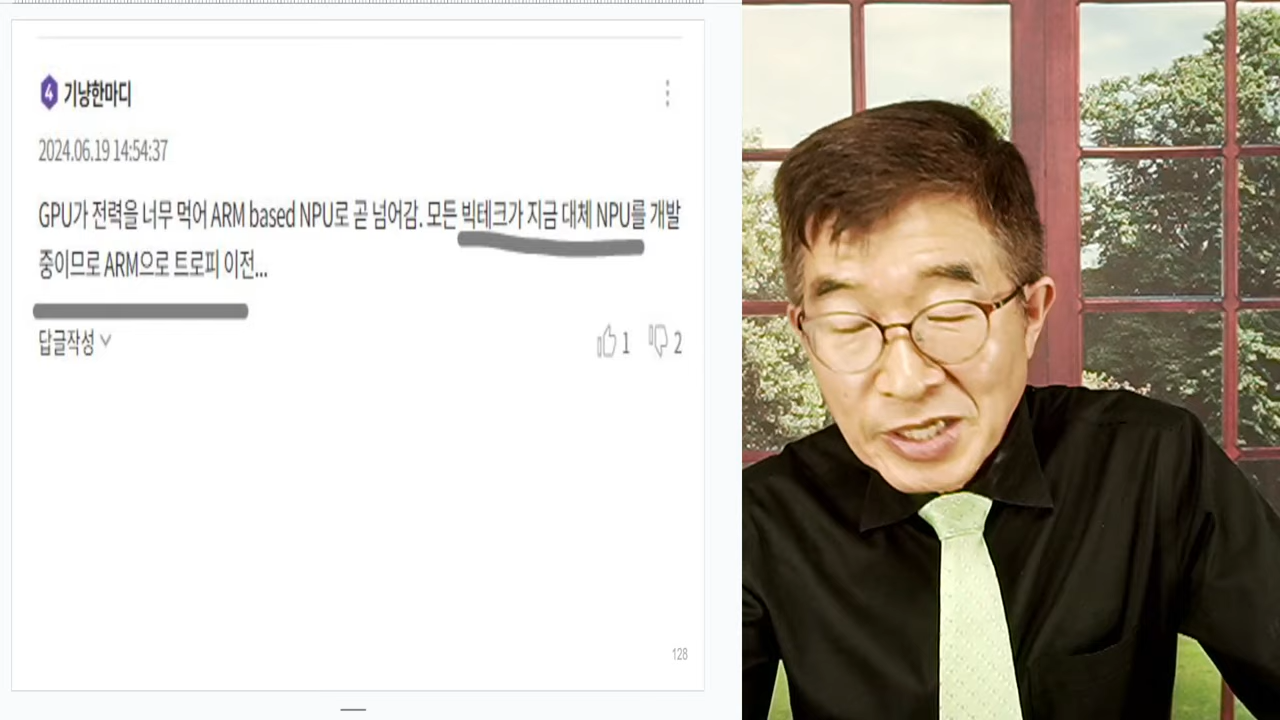 4 기냥한마디
2024.06.19 14:54:37
GPU가 전력을 너무 먹어 ARM based NPU로 곧 넘어감. 모든 빅테크가 지금 대체 NPU를 개발
중이므로 ARM으로 트로피 이전...
답글작성
1 2
128